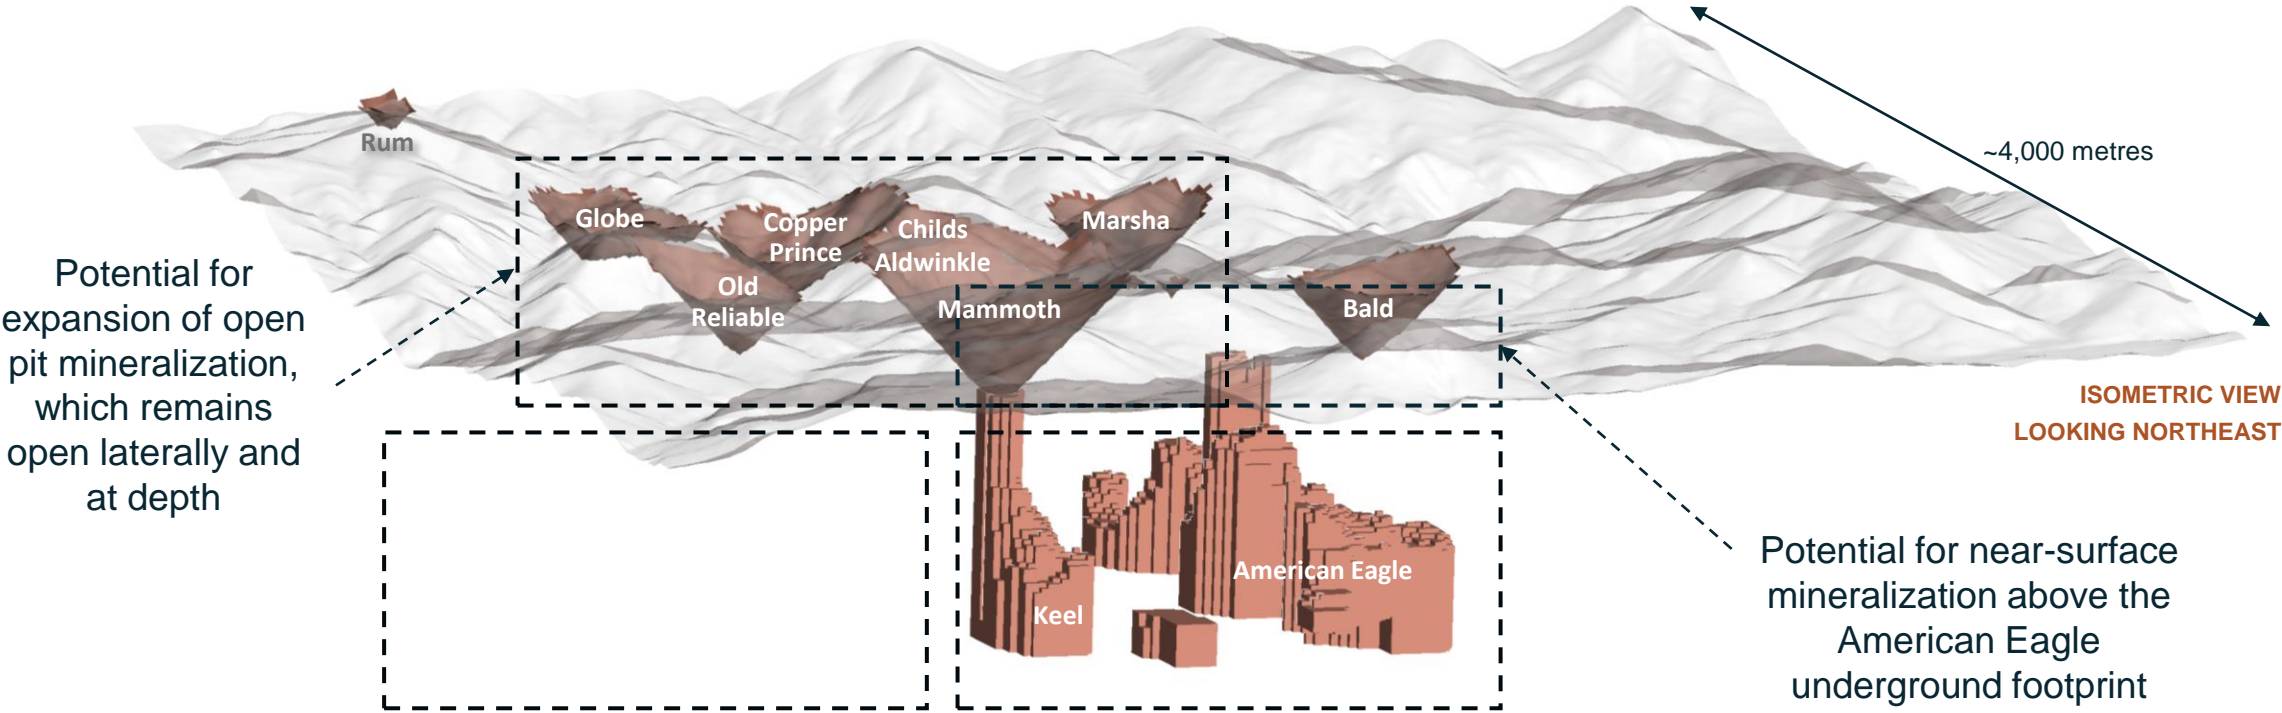 Rum
~4,000 metres
Globe
Copper
Prince
Childs
Aldwinkle
Marsha
Old
Reliable
Mammoth
Bald
Potential for
expansion of open
pit mineralization,
which remains
open laterally and
at depth
ISOMETRIC VIEW
LOOKING NORTHEAST
American Eagle
Keel
Potential for near-surface
mineralization above the
American Eagle
underground footprint